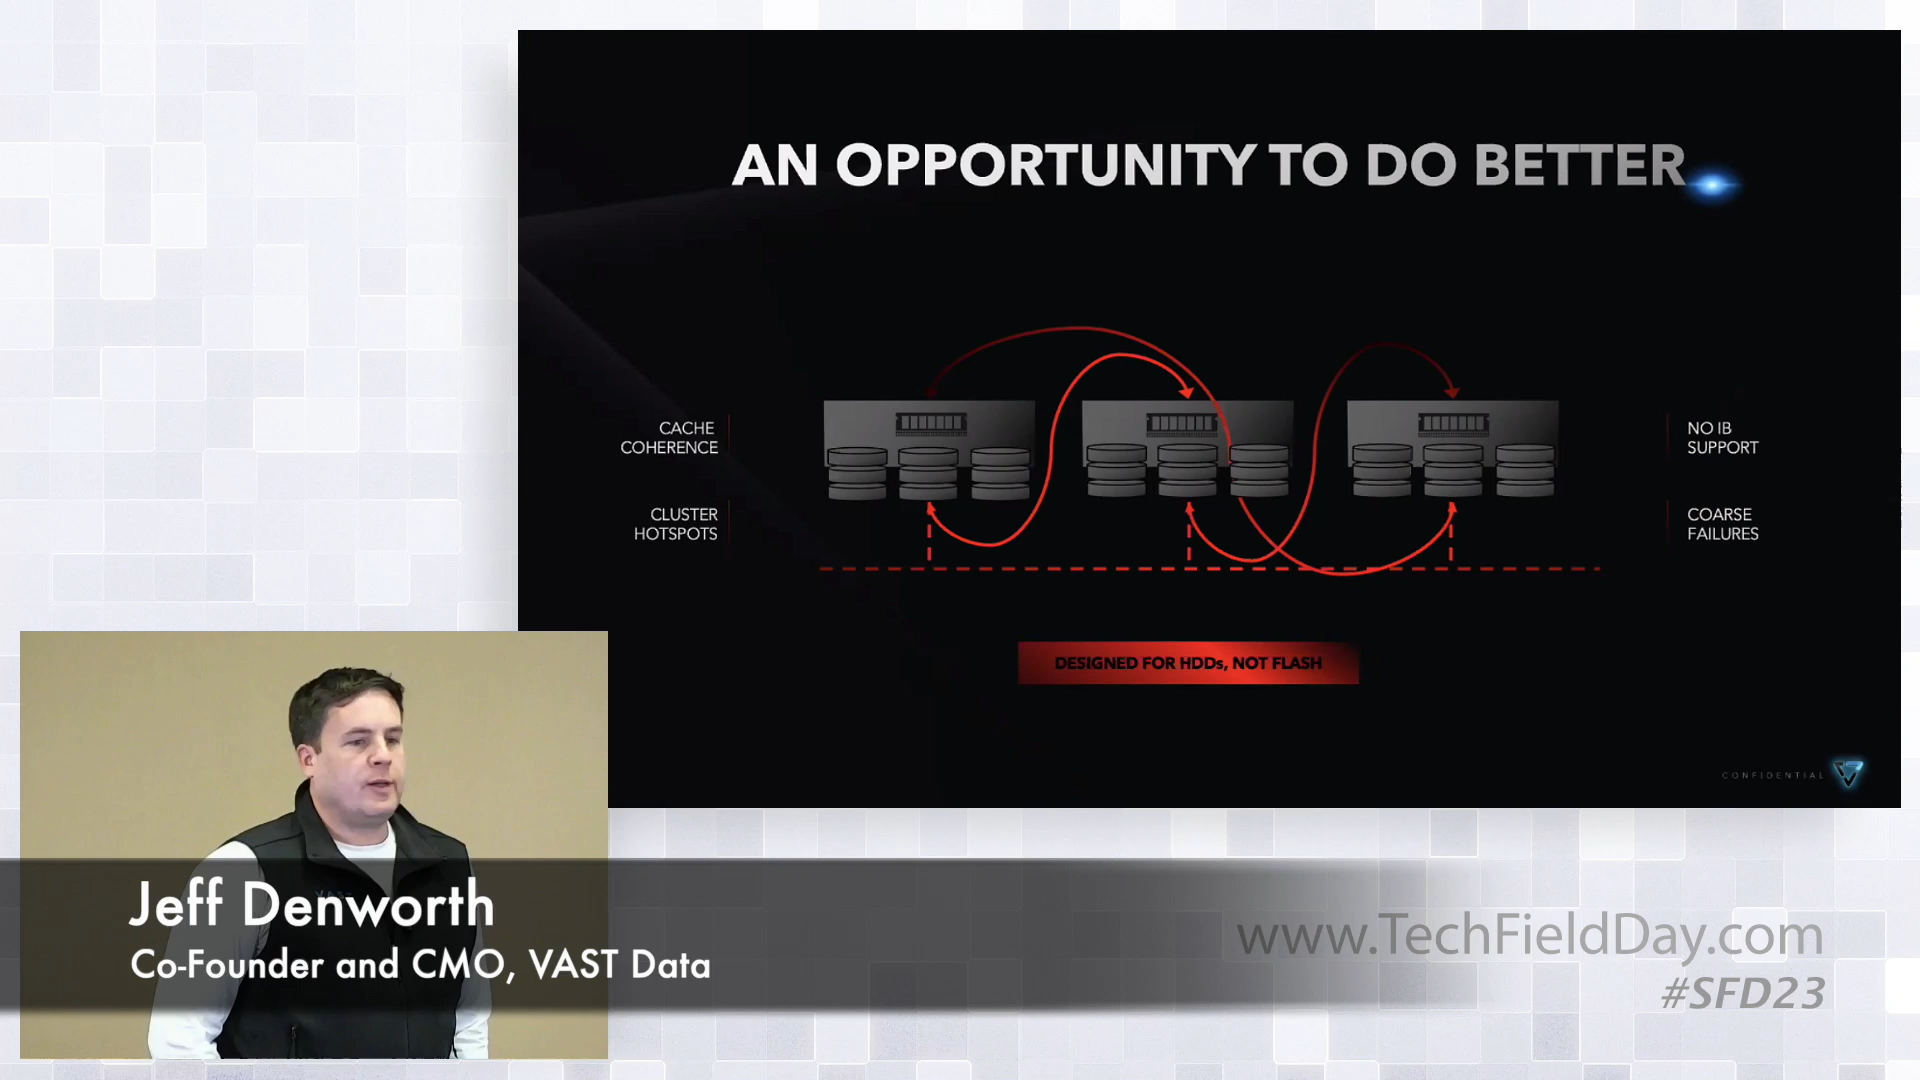 AN OPPORTUNITY TO DO BETTER
CACHE
COHERENCE
CLUSTER
HOTSPOTS
NO IB
SUPPORT
COARSE
FAILURES
DESIGNED FOR HDDs, NOT FLASH
CONFIDENTIAL
VAST
Jeff Denworth
Co-Founder and CMO, VAST Data
www.TechFieldDay.com
#SFD23